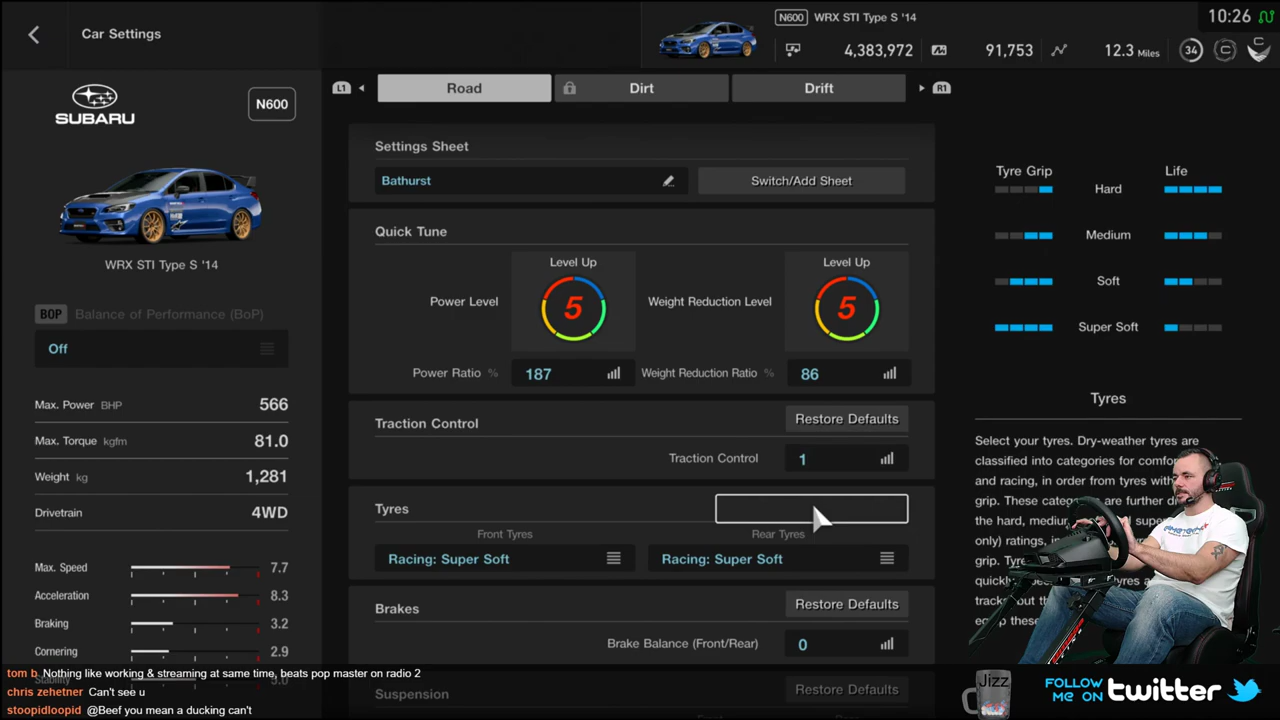 Car Settings
N600 WRX STI Type S '14
4,383,972
91,753
12.3 Miles
34
C
10:26
SUBARU
N600
WRX STI Type S '14
BOP Balance of Performance (BoP)
Off
Max. Power BHP 566
Max. Torque kgfm 81.0
Weight kg 1,281
Drivetrain 4WD
Max. Speed 7.7
Acceleration 8.3
Braking 3.2
Cornering 2.9
L1 Road Dirt Drift R1
Settings Sheet
Bathurst
Switch/Add Sheet
Quick Tune
Level Up
Power Level 5
Level Up
Weight Reduction Level 5
Power Ratio % 187
Weight Reduction Ratio % 86
Traction Control
Restore Defaults
Traction Control 1
Tyres
Front Tyres
Rear Tyres
Racing: Super Soft
Racing: Super Soft
Brakes
Restore Defaults
Brake Balance (Front/Rear) 0
Suspension
Restore Defaults
Tyre Grip Life
Hard
Medium
Soft
Super Soft
Tyres
Select your tyres. Dry-weather tyres are
classified into categories for
and racing, in order from tyres
grip. These
the hard, medium
only) ratings,
grip.
quickly
tracks
tom b Nothing like working & streaming at same time, beats pop master on radio 2
chris zehetner Can't see u
stoopidloopid @Beef you mean a ducking can't
Jizz
FOLLOW
ME ON twitter